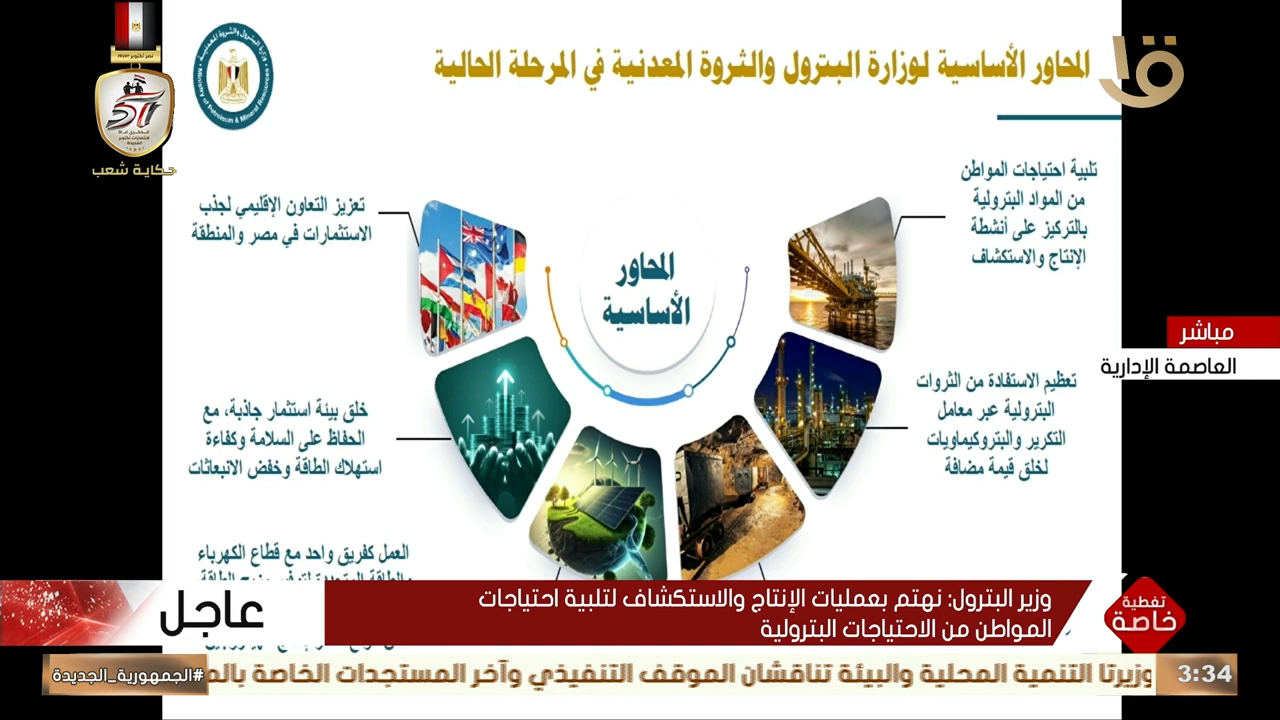 المحاور الأساسية لوزارة البترول والثروة المعدنية في المرحلة الحالية
حكاية شعب
تلبية احتياجات المواطن
من المواد البترولية
بالتركيز على أنشطة
الإنتاج والاستكشاف
تعزيز التعاون الإقليمي لجذب
الاستثمارات في مصر والمنطقة
المحاور
الأساسية
مباشر
العاصمة الإدارية
تعظيم الاستفادة من الثروات
البترولية عبر معامل
التكرير والبتروكيماويات
لخلق قيمة مضافة
خلق بيئة استثمار جاذبة، مع
الحفاظ على السلامة وكفاءة
استهلاك الطاقة وخفض الانبعاثات
العمل كفريق واحد مع قطاع الكهرباء
تغطية
خاصة
وزير البترول: نهتم بعمليات الإنتاج والاستكشاف لتلبية احتياجات
المواطن من الاحتياجات البترولية
عاجل
3:34
وزيرتا التنمية المحلية والبيئة تناقشان الموقف التنفيذي وآخر المستجدات الخاصة
#الجمهورية_الجديدة